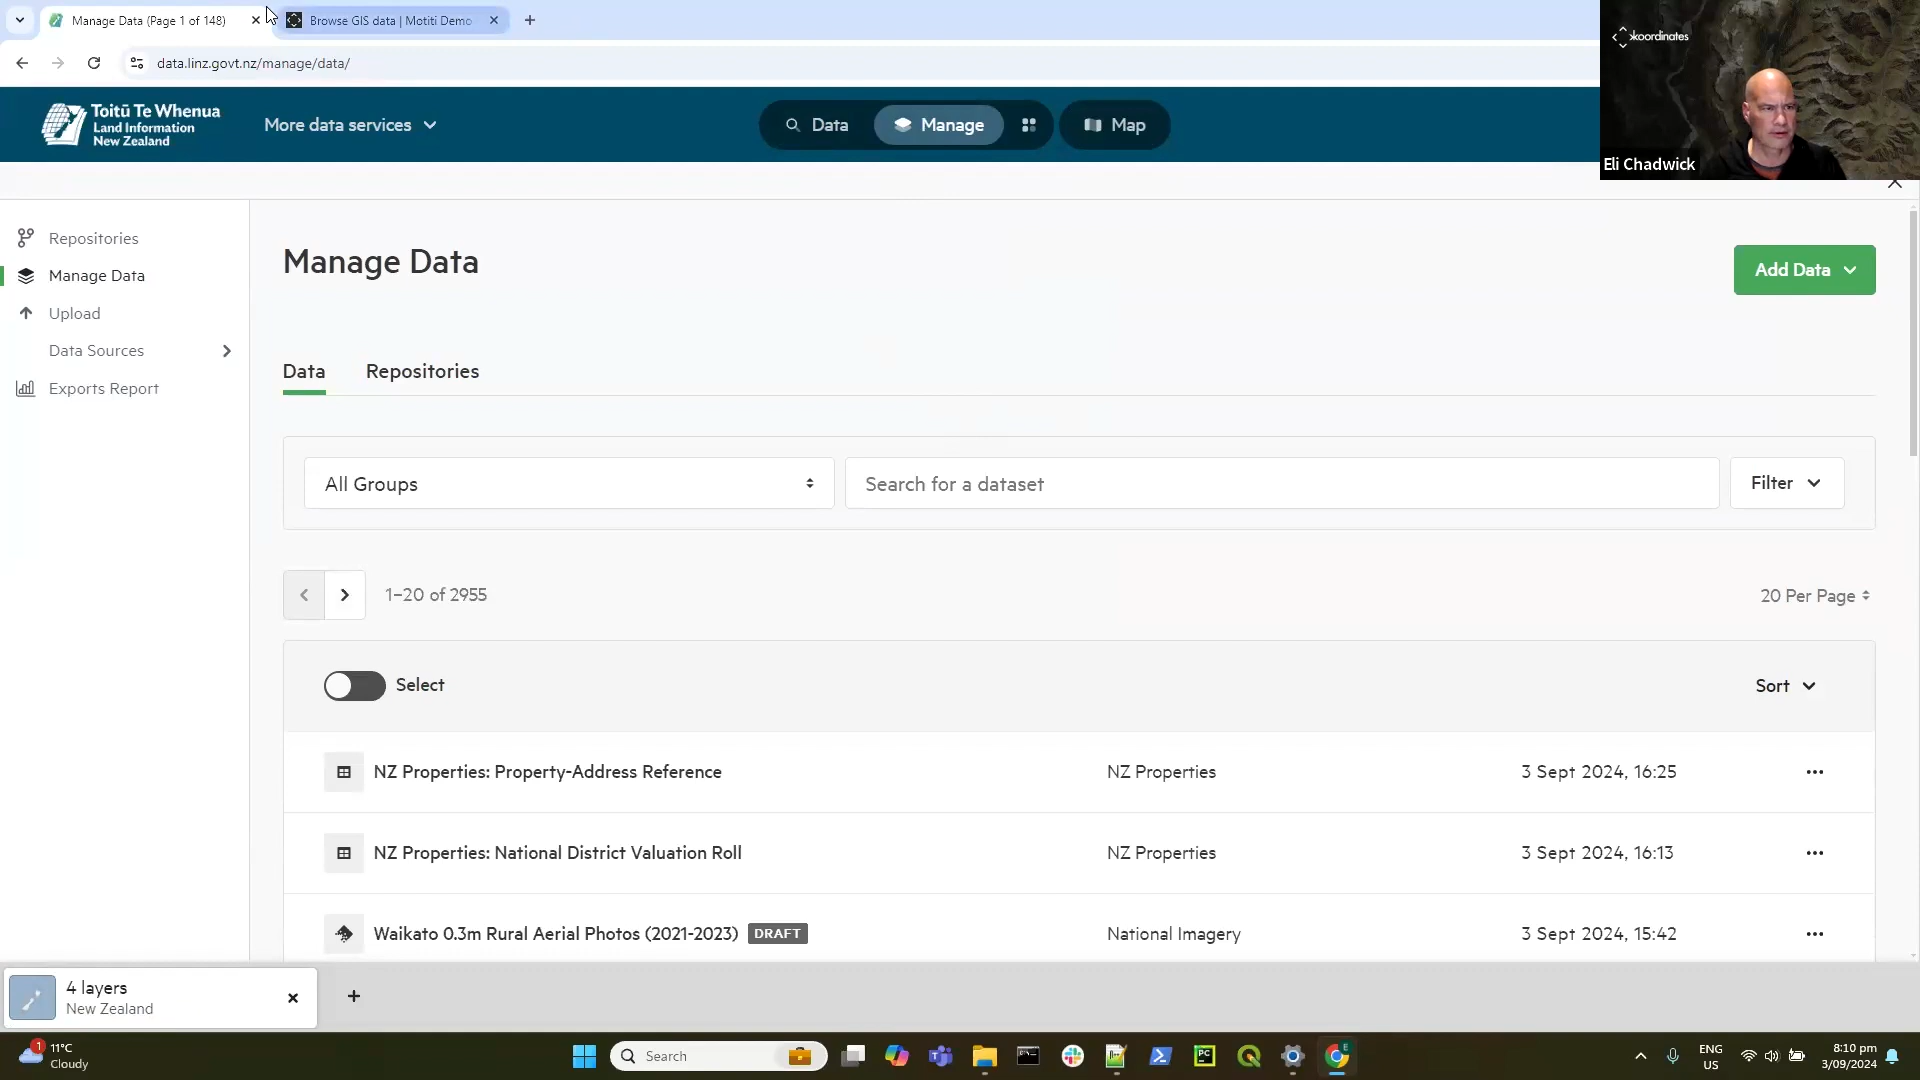 Manage Data (Page 1 of 148)
Browse GIS data | Motiti Demo
data.linz.govt.nz/manage/data/
koordinates
Eli Chadwick
Toitū Te Whenua
Land Information
New Zealand
More data services
Data
Manage
Map
Repositories
Manage Data
Upload
Data Sources
Exports Report
Manage Data
Add Data
Data
Repositories
All Groups
Search for a dataset
Filter
1–20 of 2955
20 Per Page
Select
Sort
NZ Properties: Property-Address Reference NZ Properties 3 Sept 2024, 16:25
NZ Properties: National District Valuation Roll NZ Properties 3 Sept 2024, 16:13
Waikato 0.3m Rural Aerial Photos (2021-2023) DRAFT National Imagery 3 Sept 2024, 15:42
4 layers
New Zealand
1
11°C
Cloudy
Search
PC
E
ENG
US
8:10 pm
3/09/2024